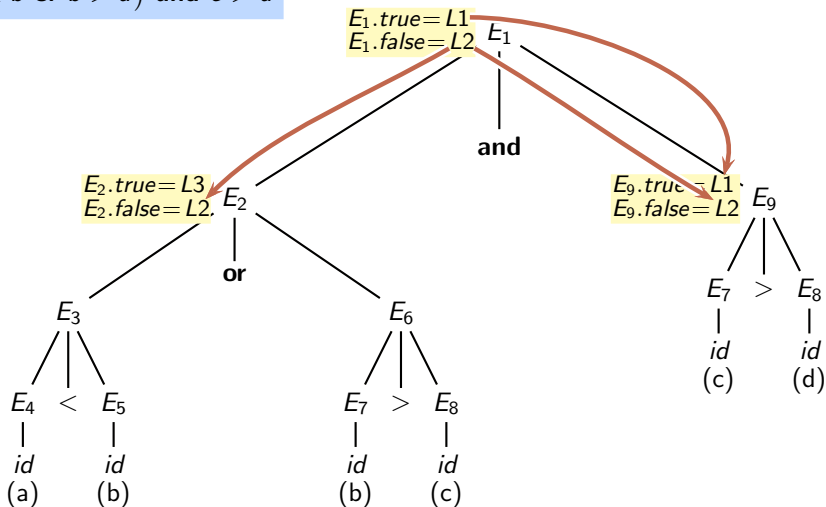 and
E₁.true=L1
E₁.false=L2
E₁
and
E₂.true=L3
E₂.false=L2
E₂
E₉.true=L1
E₉.false=L2
E₉
or
E₃
E₆
E₇ > E₈
id id
(c) (d)
E₄ < E₅
E₇ > E₈
id id
(a) (b)
id id
(b) (c)